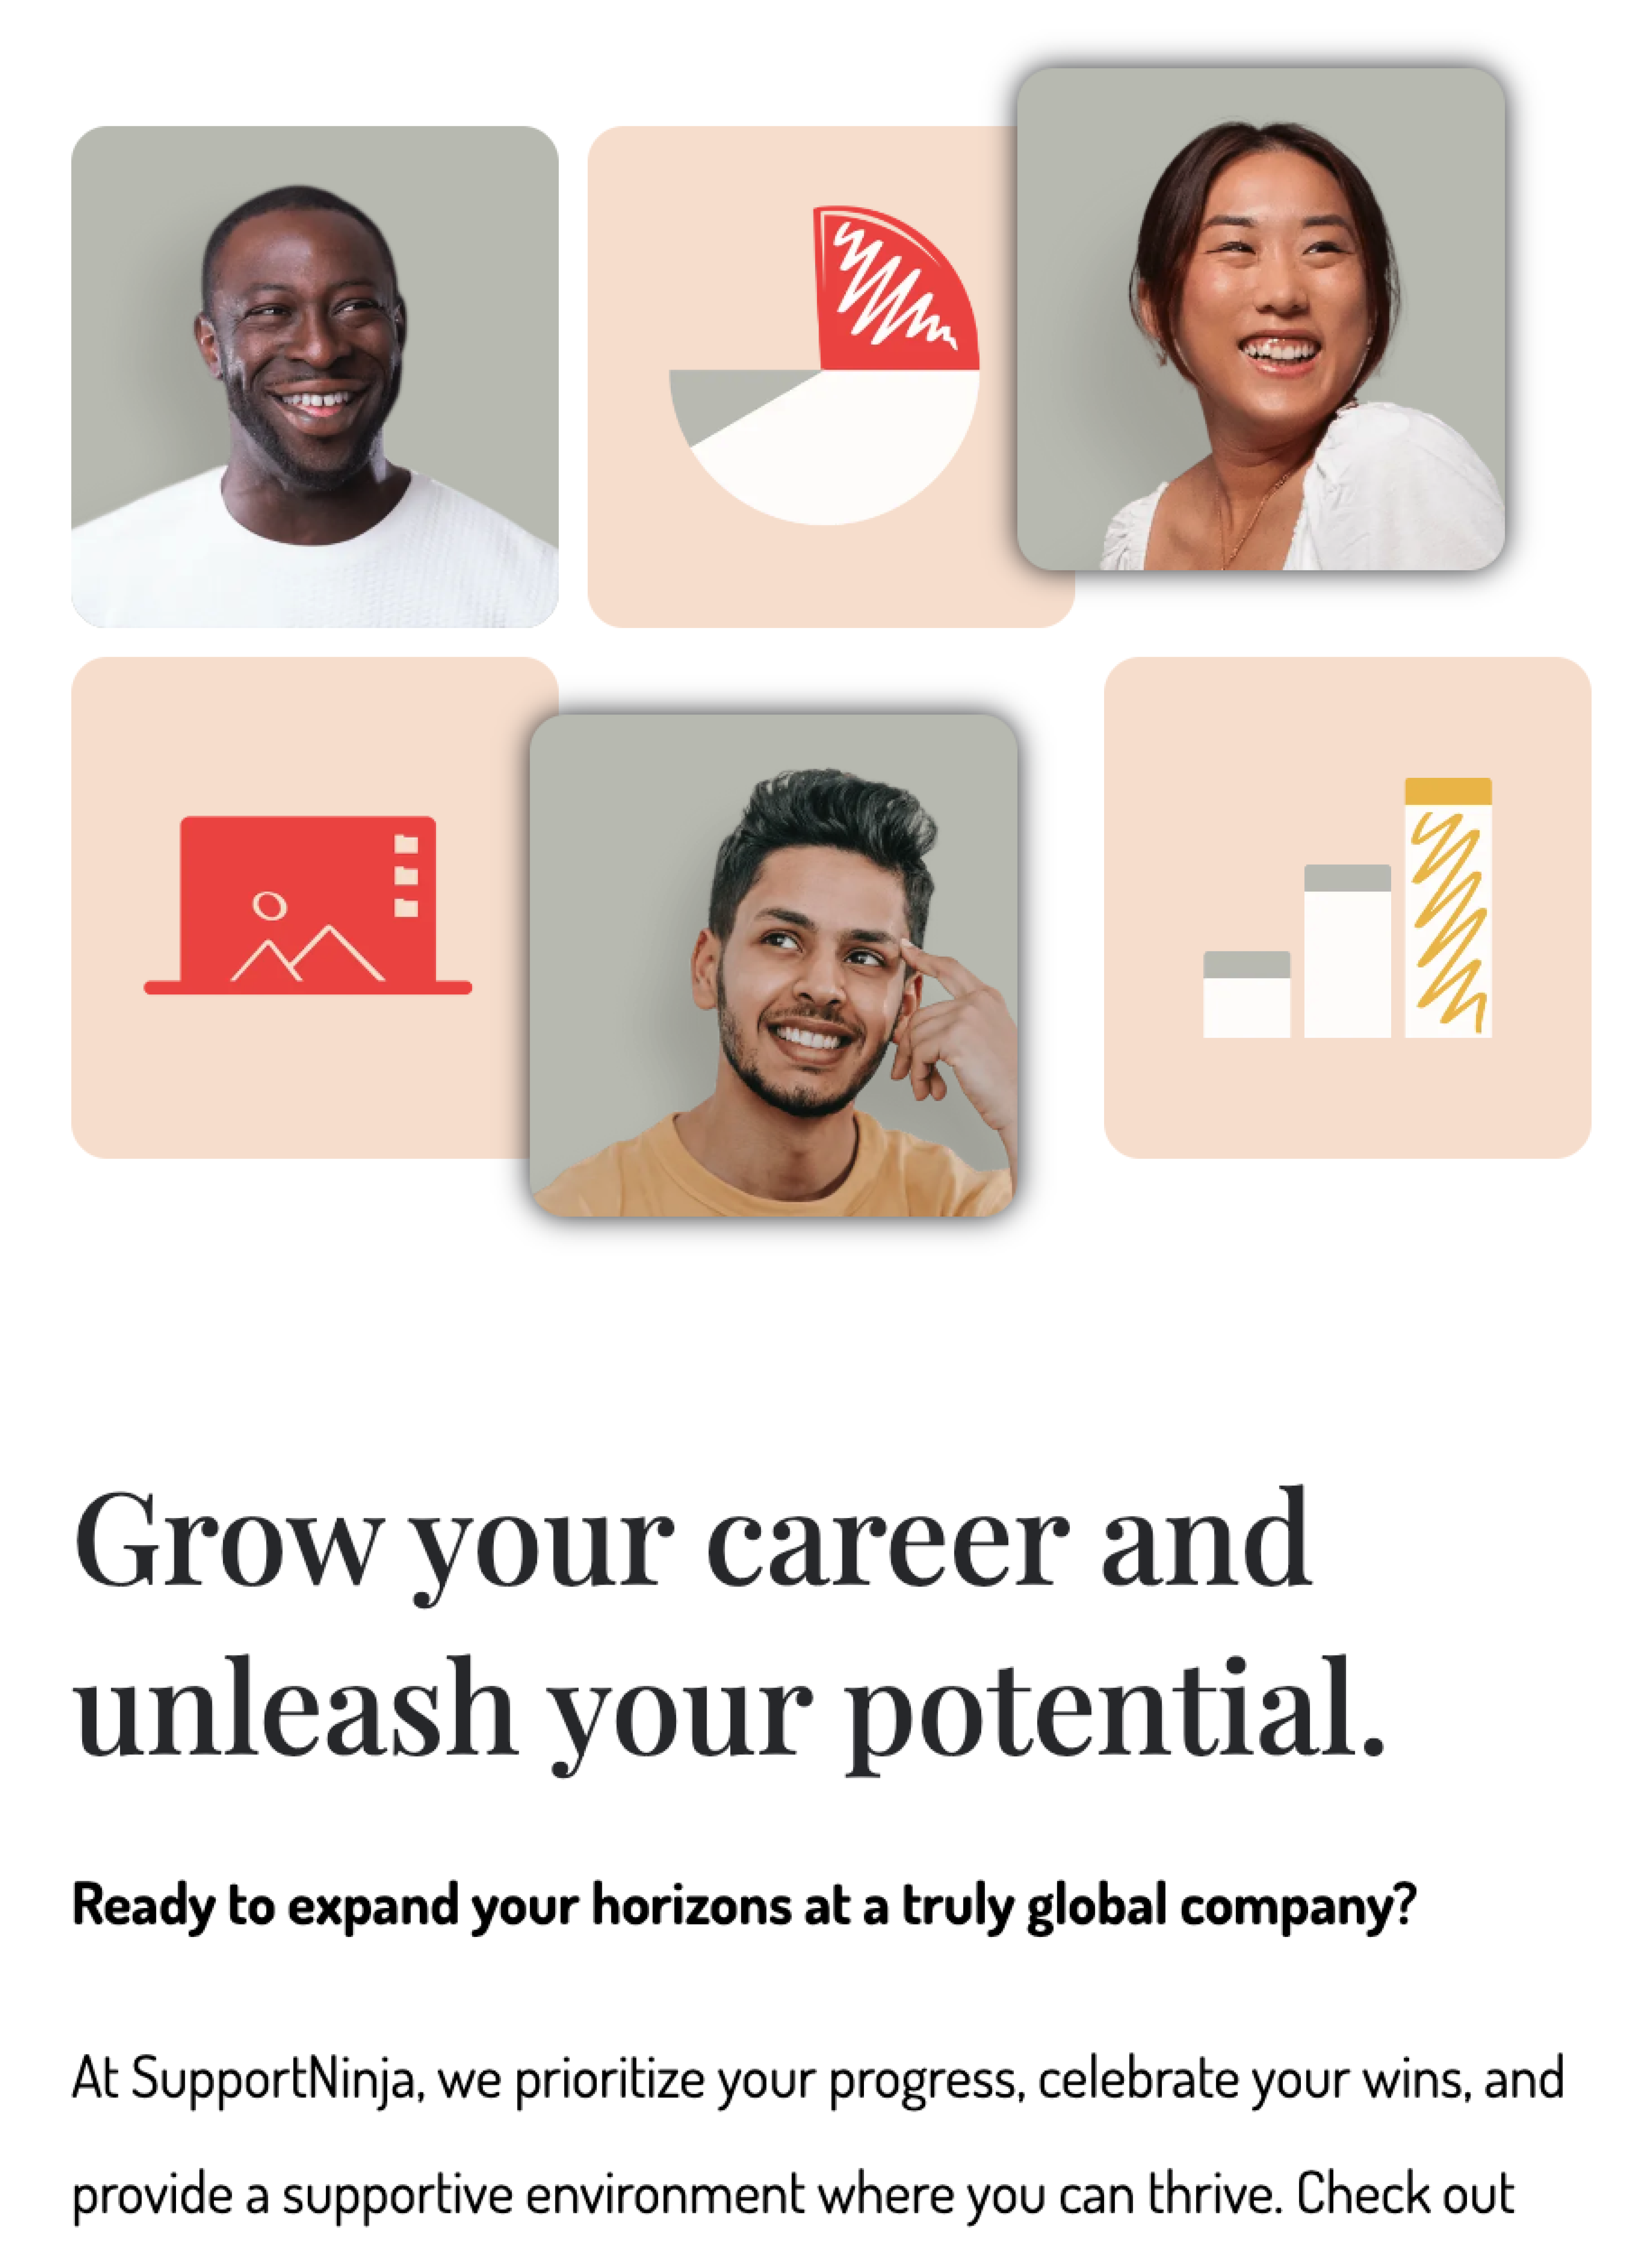 Grow your career and
unleash your potential.
Ready to expand your horizons at a truly global company?
At SupportNinja, we prioritize your progress, celebrate your wins, and
provide a supportive environment where you can thrive. Check out